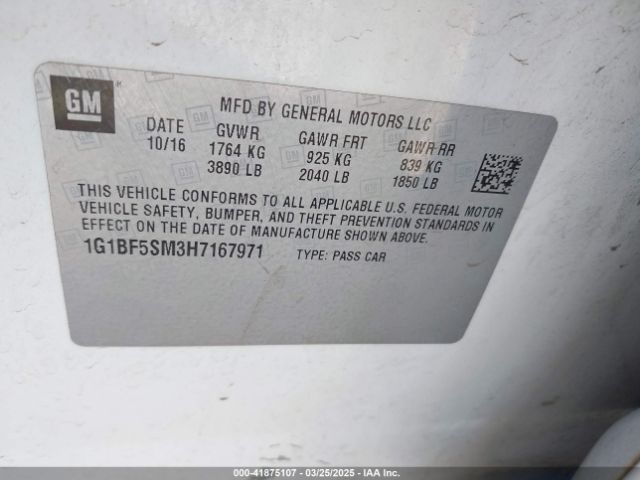 GM
MFD BY GENERAL MOTORS LLC
DATE GVWR GAWR FRT GAWR RR
10/16 1764 KG 925 KG 839 KG
3890 LB 2040 LB 1850 LB
THIS VEHICLE CONFORMS TO ALL APPLICABLE U.S. FEDERAL MOTOR
VEHICLE SAFETY, BUMPER, AND THEFT PREVENTION STANDARDS IN
EFFECT ON THE DATE OF MANUFACTURE SHOWN ABOVE.
1G1BF5SM3H7167971 TYPE: PASS CAR
000-41875107 - 03/25/2025 - IAA Inc.